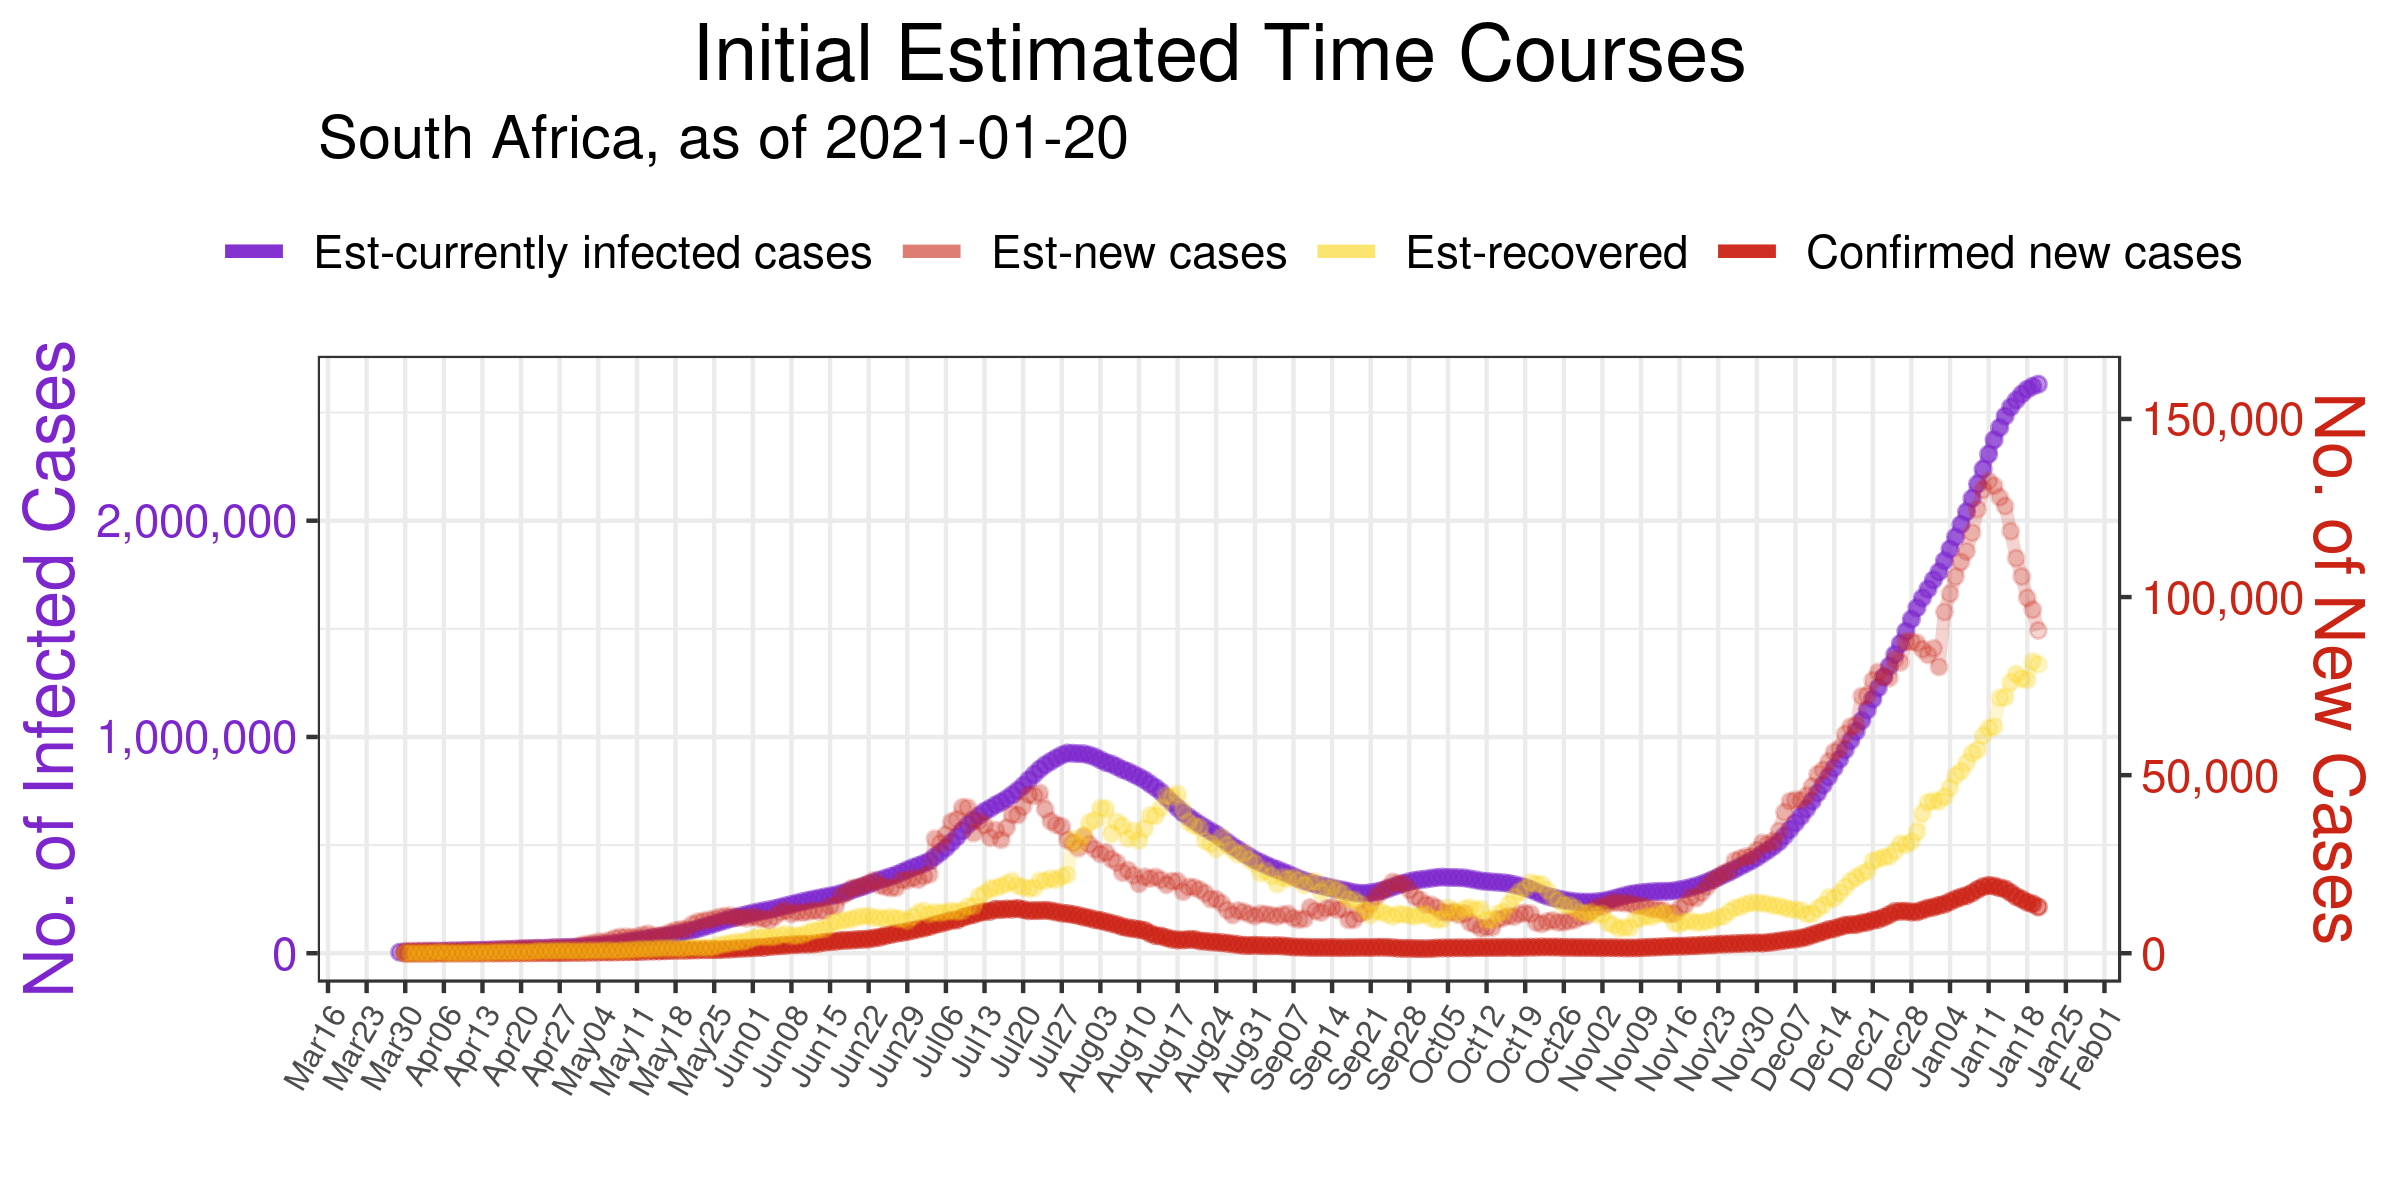 Initial Estimated Time Courses
South Africa, as of 2021-01-20
Est-currently infected cases Est-new cases Est-recovered Confirmed new cases
No. of Infected Cases
2,000,000
1,000,000
0
150,000
100,000
50,000
0
No. of New Cases
Mar16 Mar23 Mar30 Apr06 Apr13 Apr20 Apr27 May04 May11 May18 May25 Jun01 Jun08 Jun15 Jun22 Jun29 Jul06 Jul13 Jul20 Jul27 Aug03 Aug10 Aug17 Aug24 Aug31 Sep07 Sep14 Sep21 Sep28 Oct05 Oct12 Oct19 Oct26 Nov02 Nov09 Nov16 Nov23 Nov30 Dec07 Dec14 Dec21 Dec28 Jan04 Jan11 Jan18 Jan25 Feb01